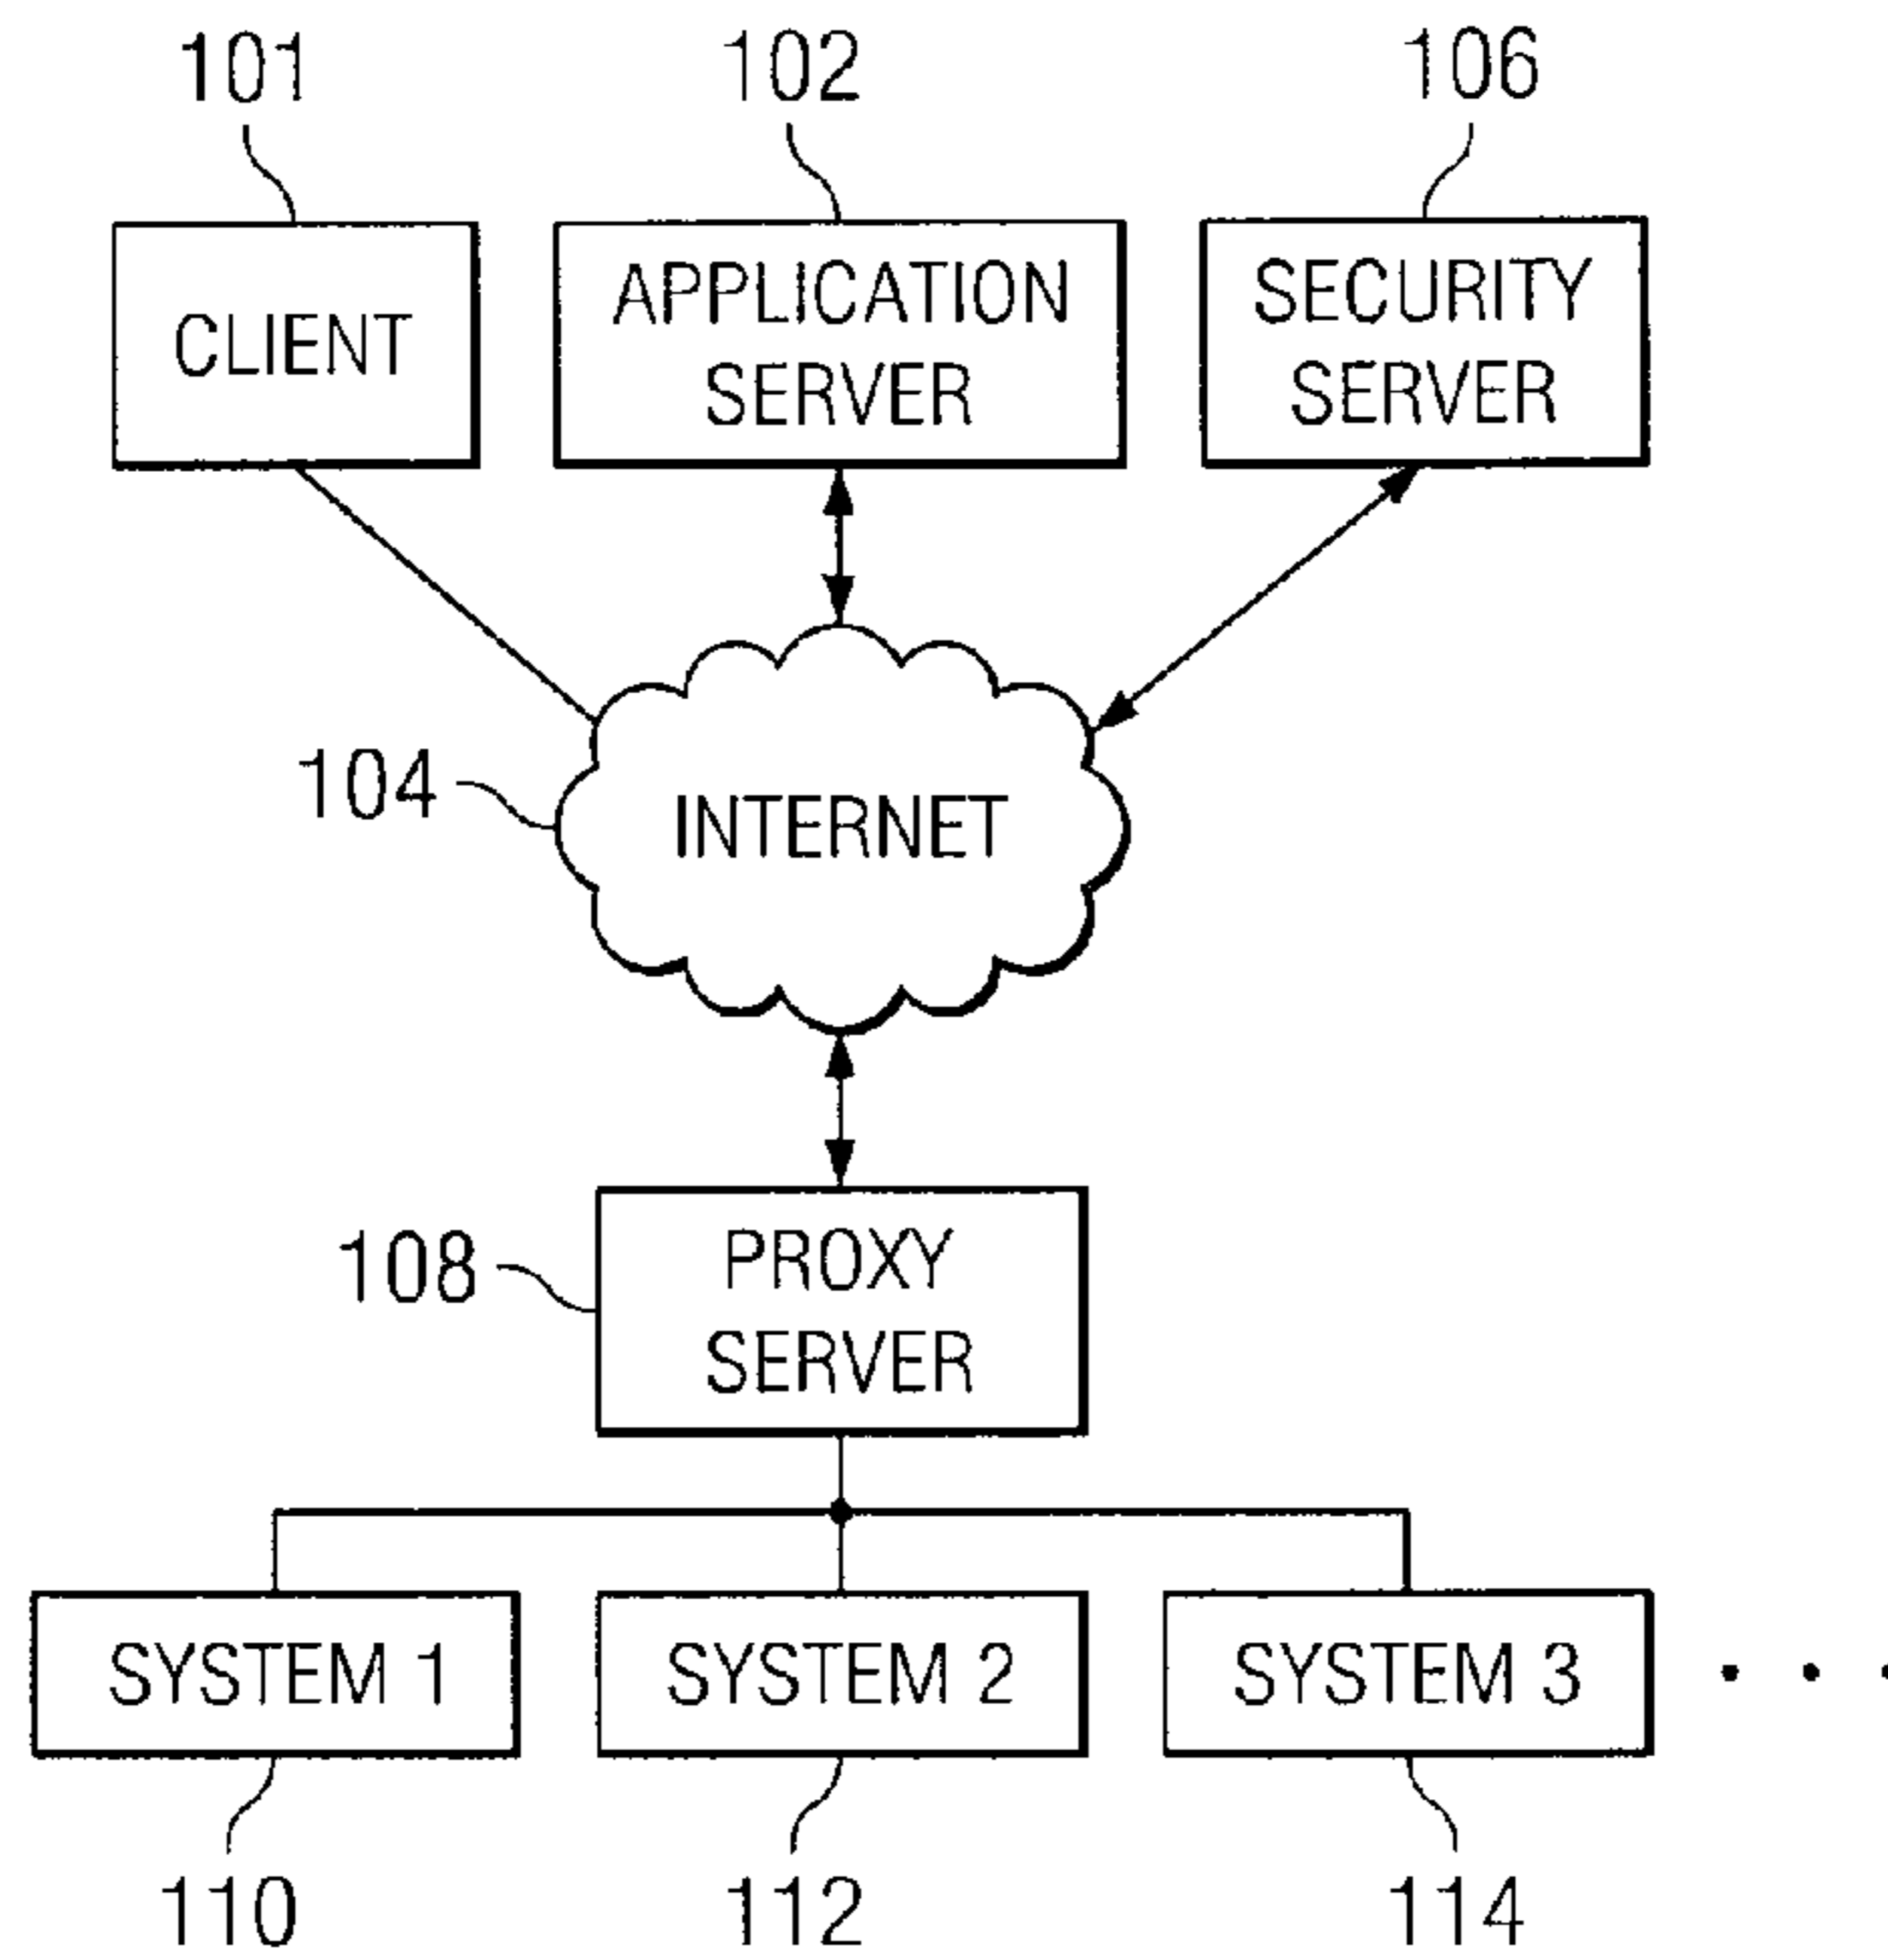 101
102
106
CLIENT
APPLICATION
SERVER
SECURITY
SERVER
104
INTERNET
108
PROXY
SERVER
SYSTEM 1
SYSTEM 2
SYSTEM 3
110
112
114